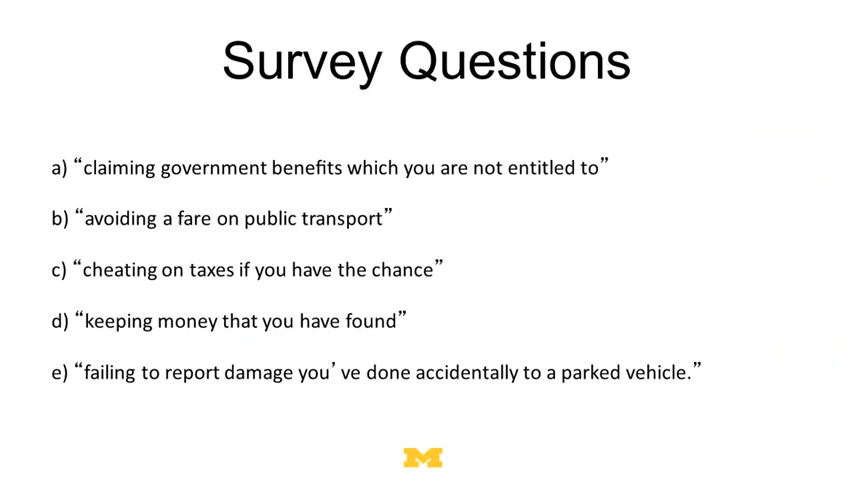 Survey Questions
a) “claiming government benefits which you are not entitled to”
b) “avoiding a fare on public transport”
c) “cheating on taxes if you have the chance”
d) “keeping money that you have found”
e) “failing to report damage you’ve done accidentally to a parked vehicle.”
M